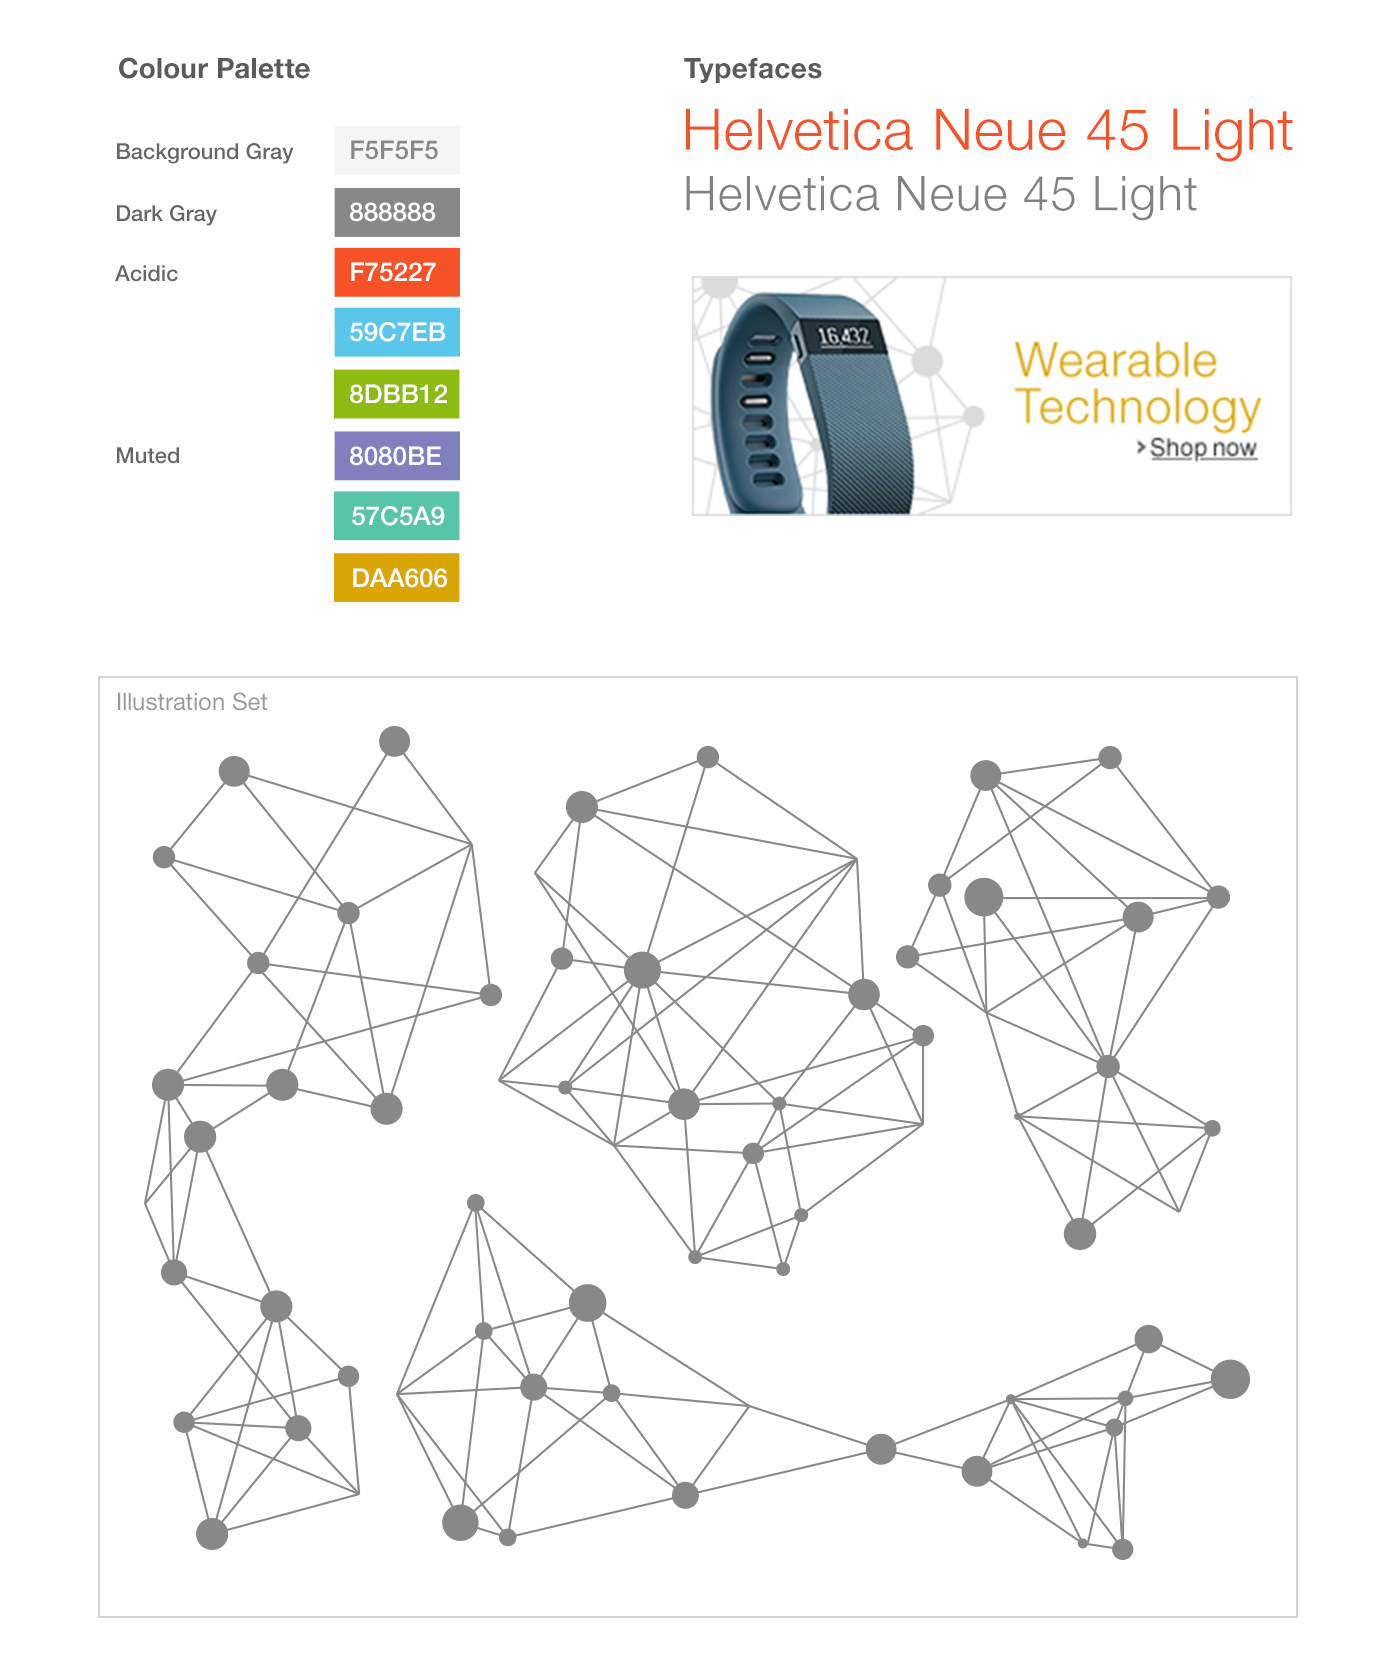 Colour Palette
Background Gray F5F5F5
Dark Gray 888888
Acidic F75227
59C7EB
8DBB12
Muted 8080BE
57C5A9
DAA606
Typefaces
Helvetica Neue 45 Light
Helvetica Neue 45 Light
16,432
Wearable
Technology
> Shop now
Illustration Set